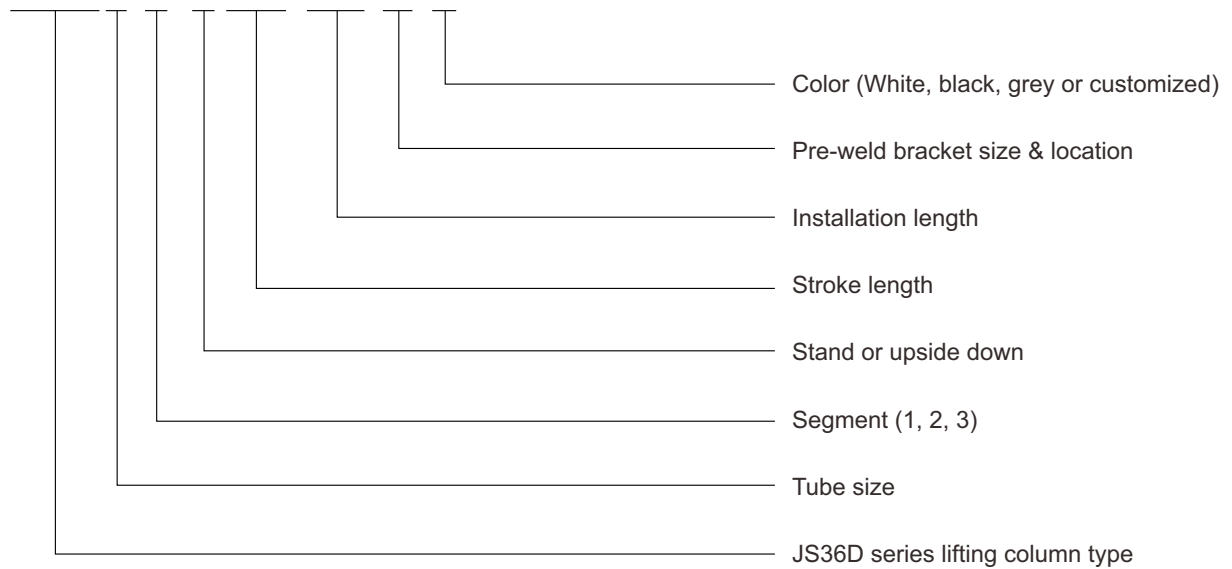 Color (White, black, grey or customized)
Pre-weld bracket size & location
Installation length
Stroke length
Stand or upside down
Segment (1, 2, 3)
Tube size
JS36D series lifting column type